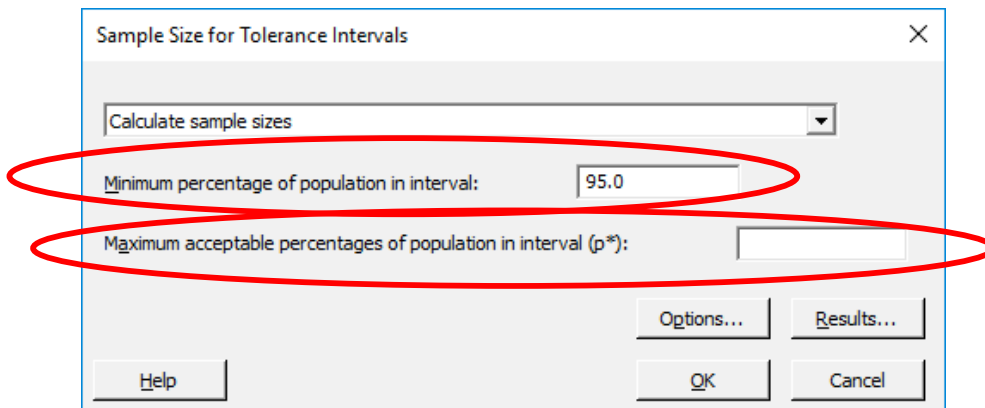 Sample Size for Tolerance Intervals
Calculate sample sizes
Minimum percentage of population in interval: 95.0
Maximum acceptable percentages of population in interval (p*):
Options... Results...
Help OK Cancel